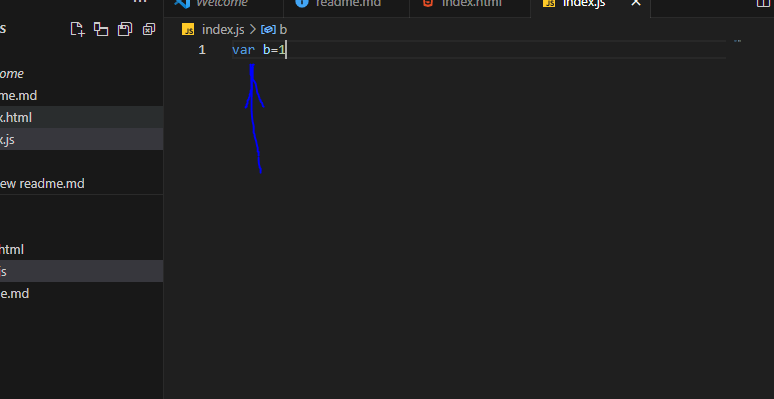 Welcome
readme.md
index.html
JS index.js
s
JS index.js > b
1 var b=1
ome
me.md
x.html
x.js
ew readme.md
html
js
e.md